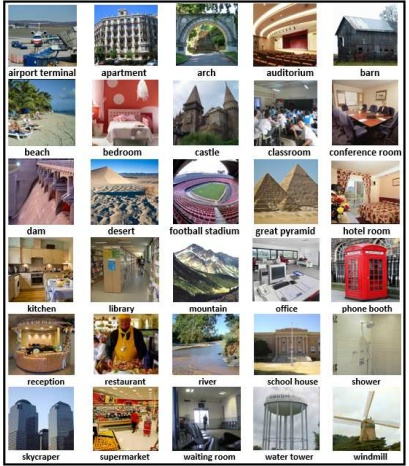 airport terminal apartment arch auditorium barn
beach bedroom castle classroom conference room
dam desert football stadium great pyramid hotel room
kitchen library mountain office phone booth
reception restaurant river school house shower
skycraper supermarket waiting room water tower windmill